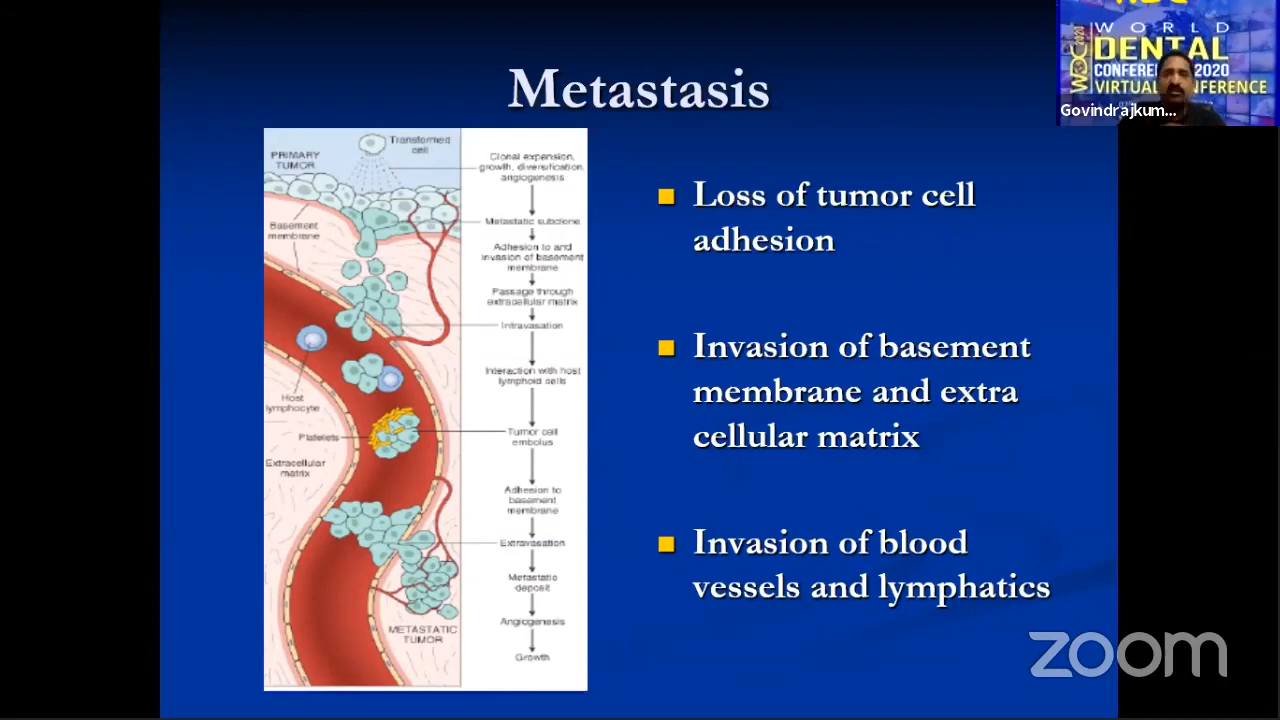 Metastasis
Transformed
cell
PRIMARY
TUMOR
Basement
membrane
Host
lymphocyte
Platelets
Extracellular
matrix
METASTATIC
TUMOR
Clonal expansion,
growth, diversification,
angiogenesis
Metastatic subclone
Adhesion to and
invasion of basement
membrane
Passage through
extracellular matrix
Intravasation
Interaction with host
lymphoid cells
Tumor cell
embolus
Adhesion to
basement
membrane
Extravasation
Metastatic
deposit
Angiogenesis
Growth
Loss of tumor cell
adhesion
Invasion of basement
membrane and extra
cellular matrix
Invasion of blood
vessels and lymphatics
WORLD
WDC 2020
DENTAL
2020
VIRTUAL
Govindrajkum...
zoom